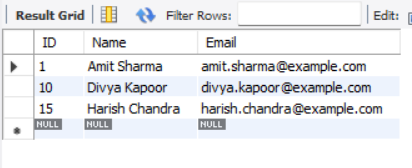 Result Grid Filter Rows: Edit:
ID Name Email
1 Amit Sharma amit.sharma@example.com
10 Divya Kapoor divya.kapoor@example.com
15 Harish Chandra harish.chandra@example.com
NULL NULL NULL